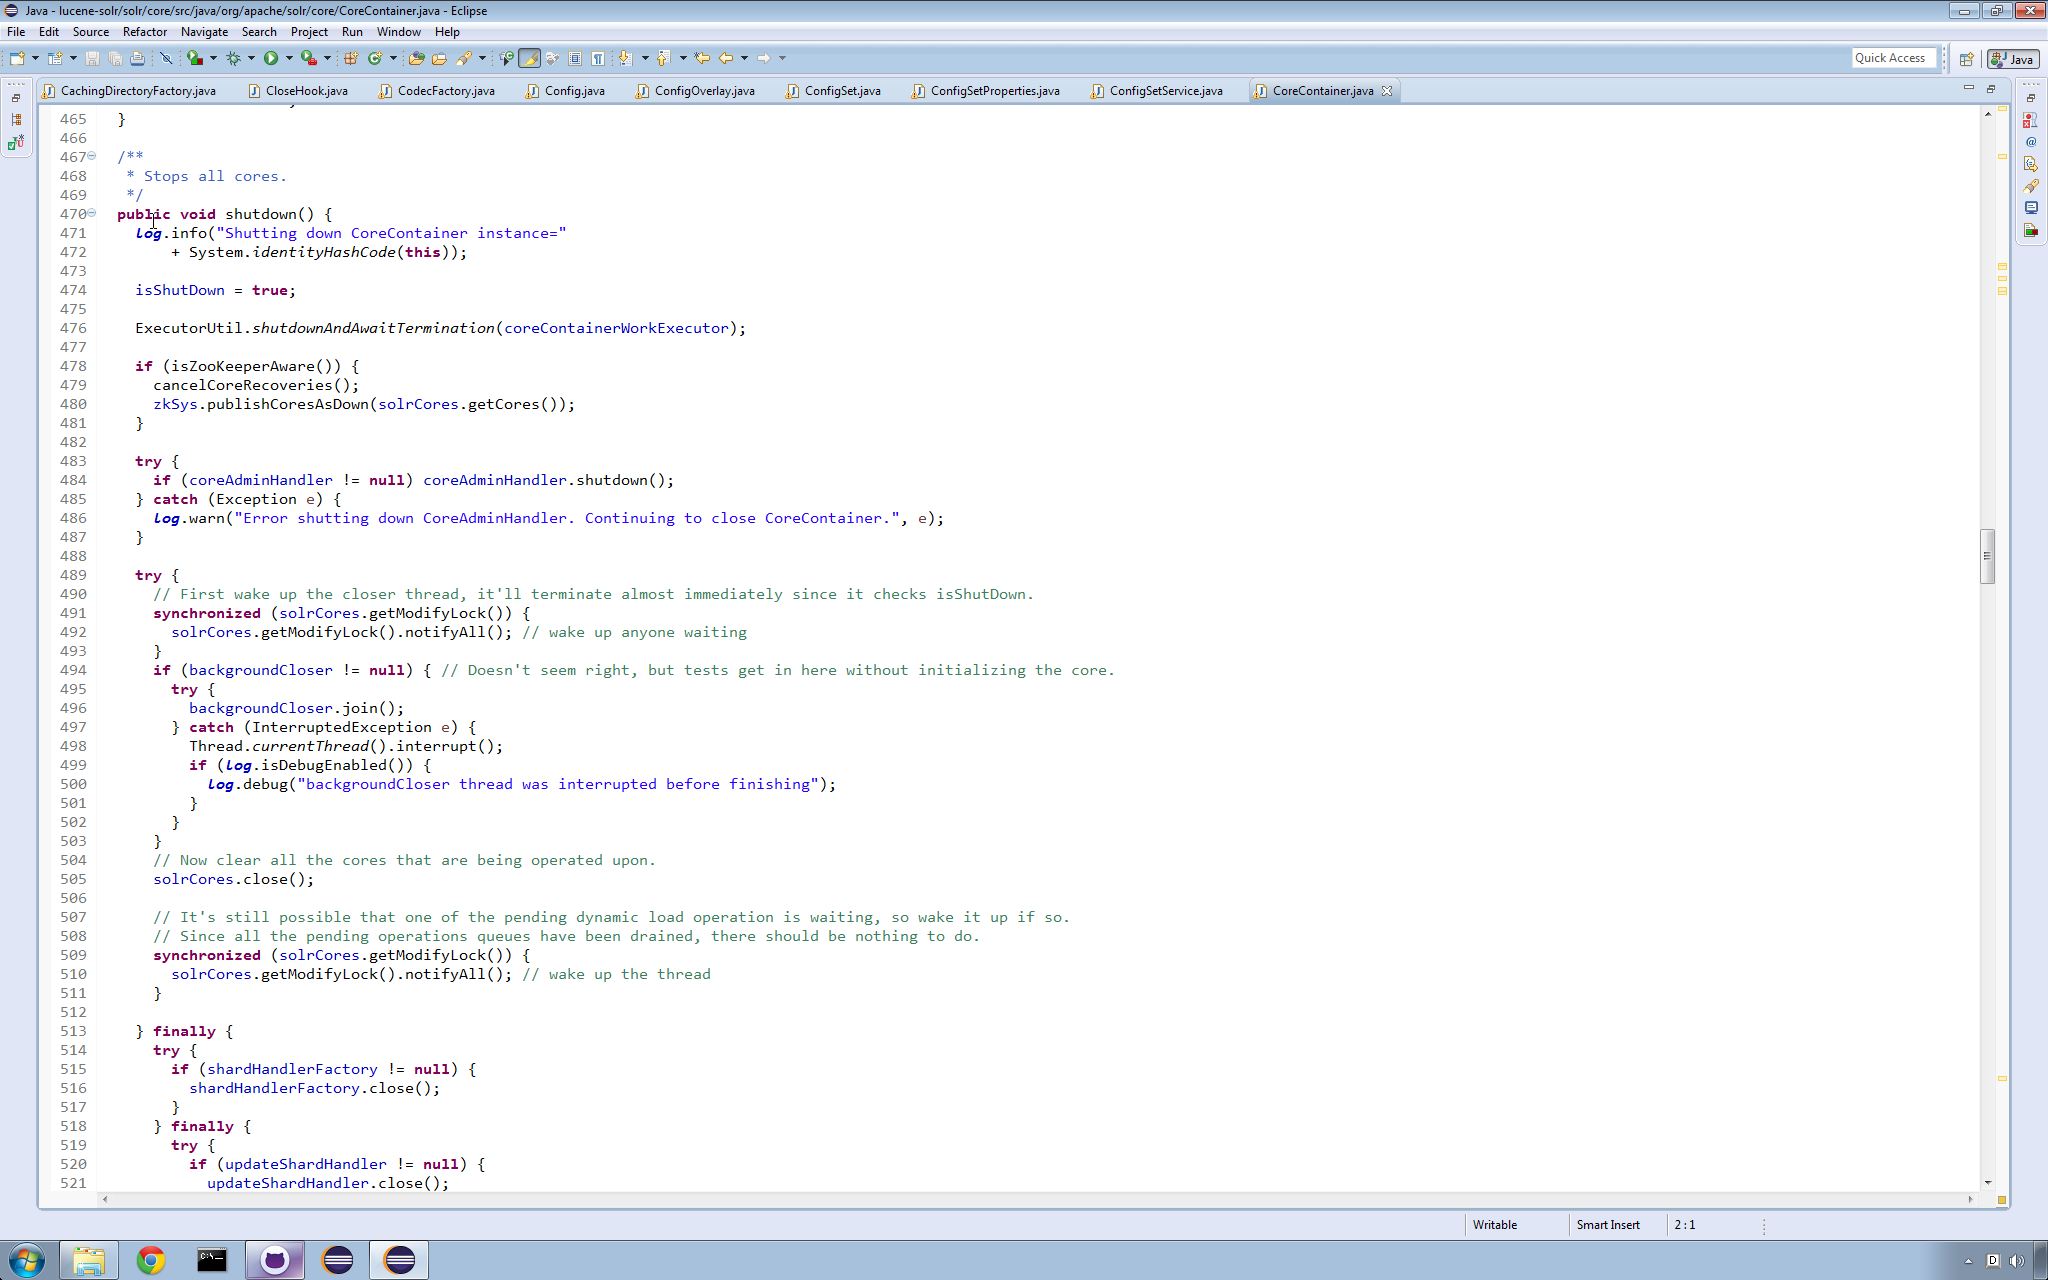 Java - lucene-solr/solr/core/src/java/org/apache/solr/core/CoreContainer.java - Eclipse
File Edit Source Refactor Navigate Search Project Run Window Help
Quick Access Java
CachingDirectoryFactory.java CloseHook.java CodecFactory.java Config.java ConfigOverlay.java ConfigSet.java ConfigSetProperties.java ConfigSetService.java CoreContainer.java
465 }
466
467 /**
468 * Stops all cores.
469 */
470 public void shutdown() {
471 log.info("Shutting down CoreContainer instance="
472 + System.identityHashCode(this));
473
474 isShutDown = true;
475
476 ExecutorUtil.shutdownAndAwaitTermination(coreContainerWorkExecutor);
477
478 if (isZooKeeperAware()) {
479 cancelCoreRecoveries();
480 zkSys.publishCoresAsDown(solrCores.getCores());
481 }
482
483 try {
484 if (coreAdminHandler != null) coreAdminHandler.shutdown();
485 } catch (Exception e) {
486 log.warn("Error shutting down CoreAdminHandler. Continuing to close CoreContainer.", e);
487 }
488
489 try {
490 // First wake up the closer thread, it'll terminate almost immediately since it checks isShutDown.
491 synchronized (solrCores.getModifyLock()) {
492 solrCores.getModifyLock().notifyAll(); // wake up anyone waiting
493 }
494 if (backgroundCloser != null) { // Doesn't seem right, but tests get in here without initializing the core.
495 try {
496 backgroundCloser.join();
497 } catch (InterruptedException e) {
498 Thread.currentThread().interrupt();
499 if (log.isDebugEnabled()) {
500 log.debug("backgroundCloser thread was interrupted before finishing");
501 }
502 }
503 }
504 // Now clear all the cores that are being operated upon.
505 solrCores.close();
506
507 // It's still possible that one of the pending dynamic load operation is waiting, so wake it up if so.
508 // Since all the pending operations queues have been drained, there should be nothing to do.
509 synchronized (solrCores.getModifyLock()) {
510 solrCores.getModifyLock().notifyAll(); // wake up the thread
511 }
512
513 } finally {
514 try {
515 if (shardHandlerFactory != null) {
516 shardHandlerFactory.close();
517 }
518 } finally {
519 try {
520 if (updateShardHandler != null) {
521 updateShardHandler.close();
Writable Smart Insert 2 : 1